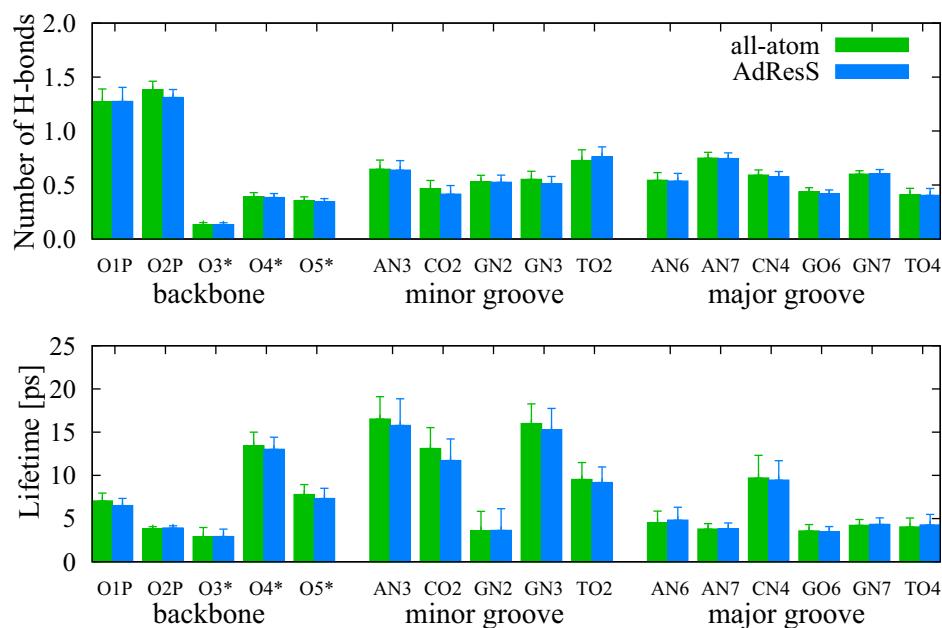 Number of H-bonds
2.0
1.5
1.0
0.5
0.0
all-atom
AdResS
O1P O2P O3* O4* O5* AN3 CO2 GN2 GN3 TO2 AN6 AN7 CN4 GO6 GN7 TO4
backbone minor groove major groove
Lifetime [ps]
25
20
15
10
5
0
O1P O2P O3* O4* O5* AN3 CO2 GN2 GN3 TO2 AN6 AN7 CN4 GO6 GN7 TO4
backbone minor groove major groove